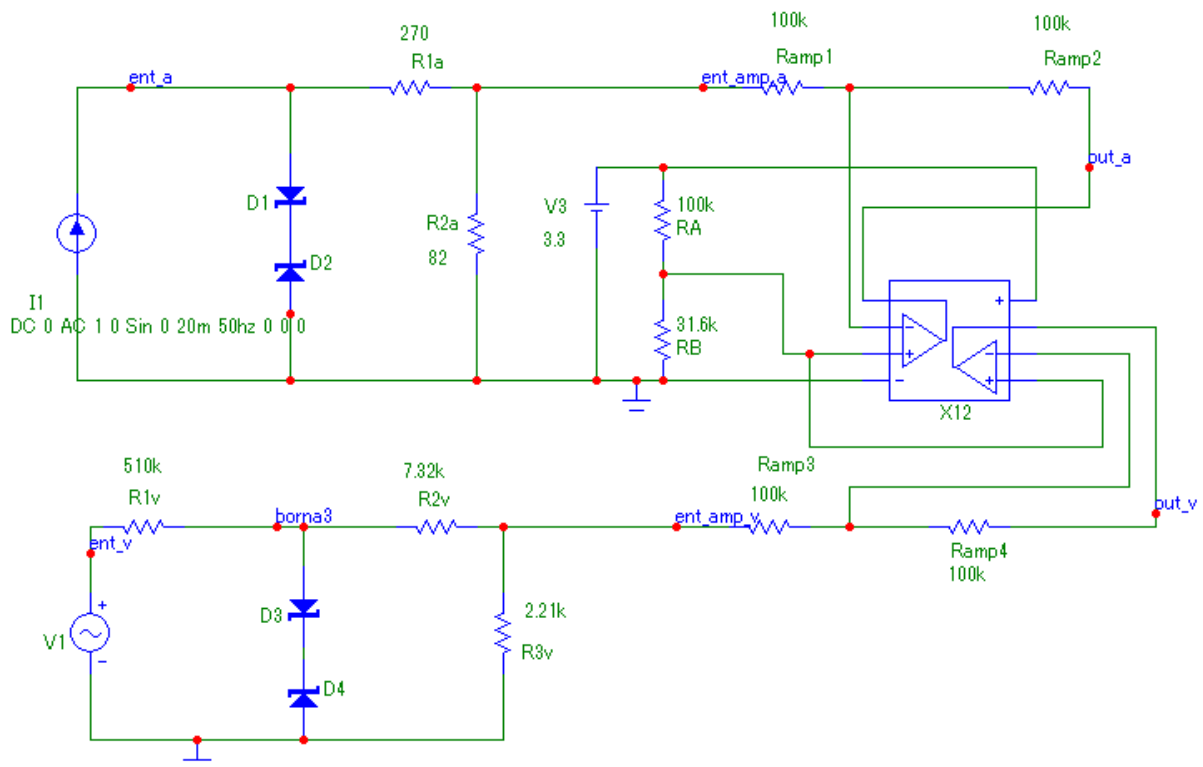 270
R1a
100k
Ramp1
100k
Ramp2
ent_a
ent_amp_a
out_a
D1
D2
R2a
82
V3
3.3
100k
RA
31.6k
RB
I1
DC 0 AC 1 0 Sin 0 20m 50hz 0 0 0
+
-
+
-
-
+
X12
510k
R1v
7.32k
R2v
Ramp3
100k
borna3
ent_v
ent_amp_v
out_v
Ramp4
100k
D3
D4
2.21k
R3v
V1
+
-